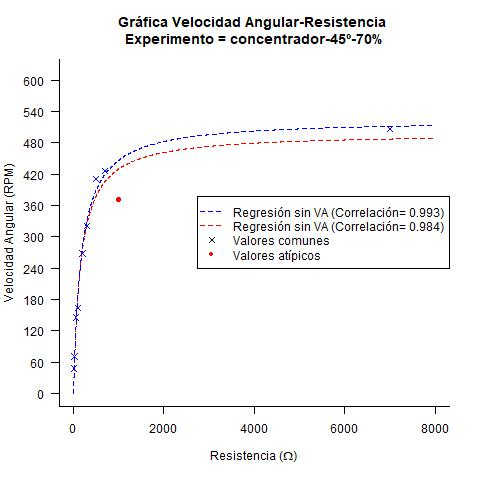 Gráfica Velocidad Angular-Resistencia
Experimento = concentrador-45º-70%
Velocidad Angular (RPM)
600
540
480
420
360
300
240
180
120
60
0
Regresión sin VA (Correlación= 0.993)
Regresión sin VA (Correlación= 0.984)
Valores comunes
Valores atípicos
0 2000 4000 6000 8000
Resistencia (Ω)